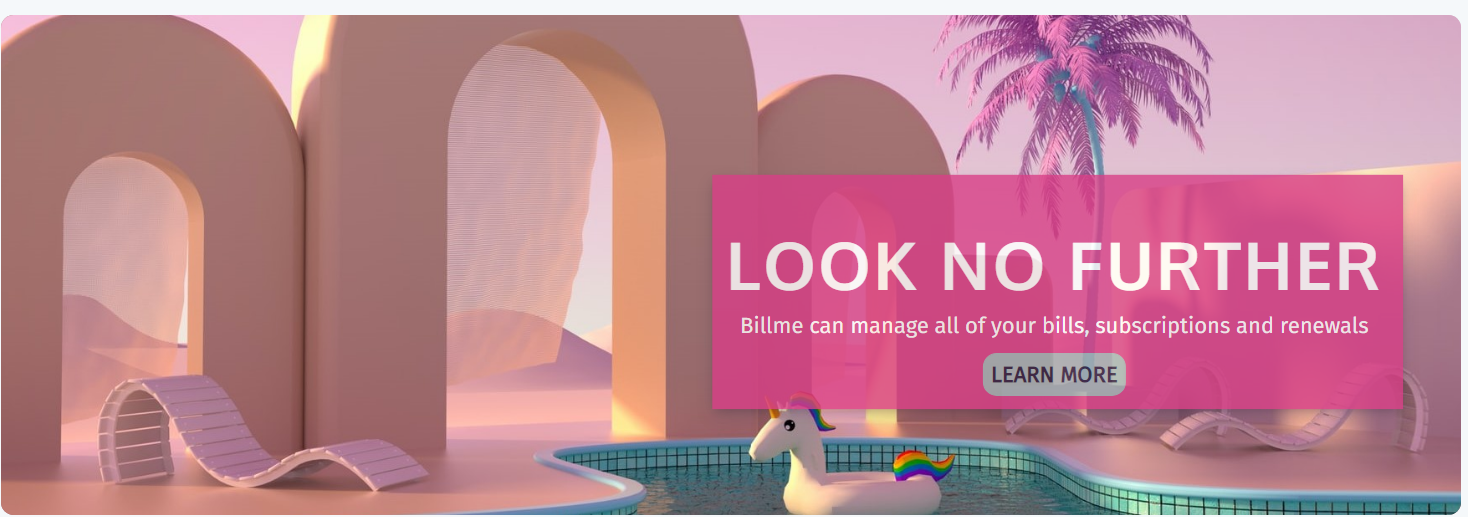 LOOK NO FURTHER
Billme can manage all of your bills, subscriptions and renewals
LEARN MORE